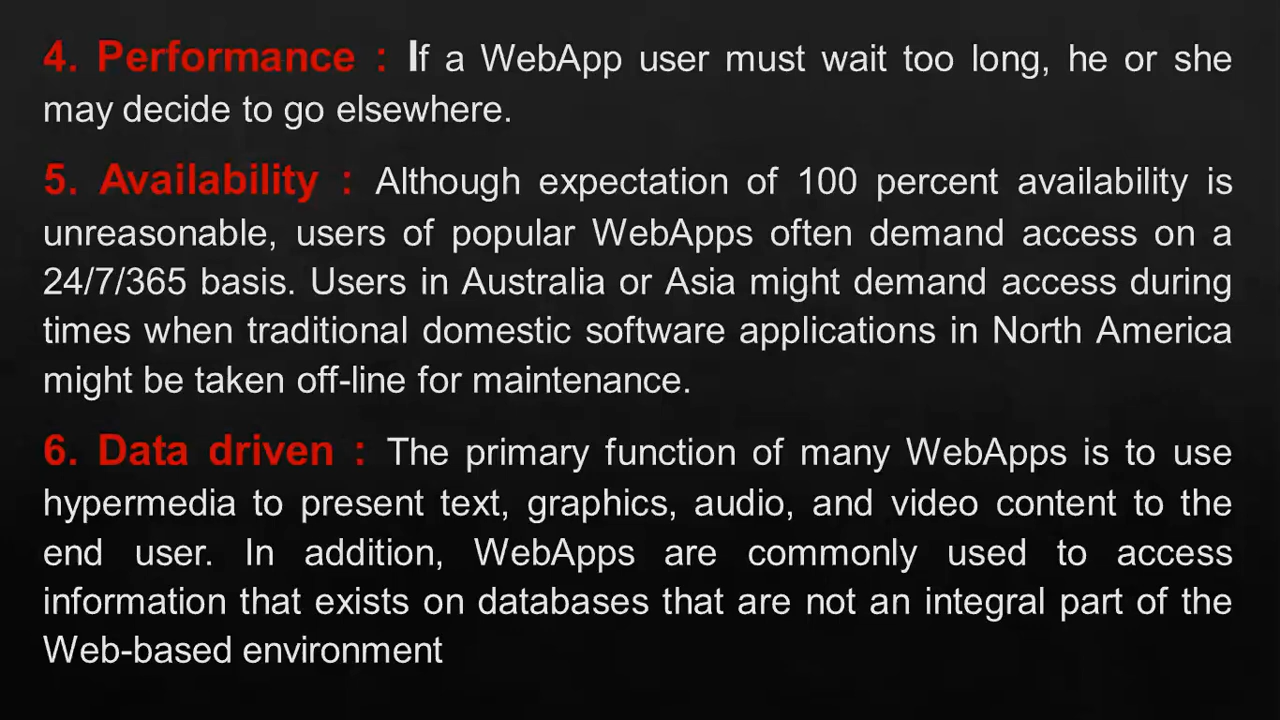 4. Performance : If a WebApp user must wait too long, he or she
may decide to go elsewhere.
5. Availability : Although expectation of 100 percent availability is
unreasonable, users of popular WebApps often demand access on a
24/7/365 basis. Users in Australia or Asia might demand access during
times when traditional domestic software applications in North America
might be taken off-line for maintenance.
6. Data driven : The primary function of many WebApps is to use
hypermedia to present text, graphics, audio, and video content to the
end user. In addition, WebApps are commonly used to access
information that exists on databases that are not an integral part of the
Web-based environment